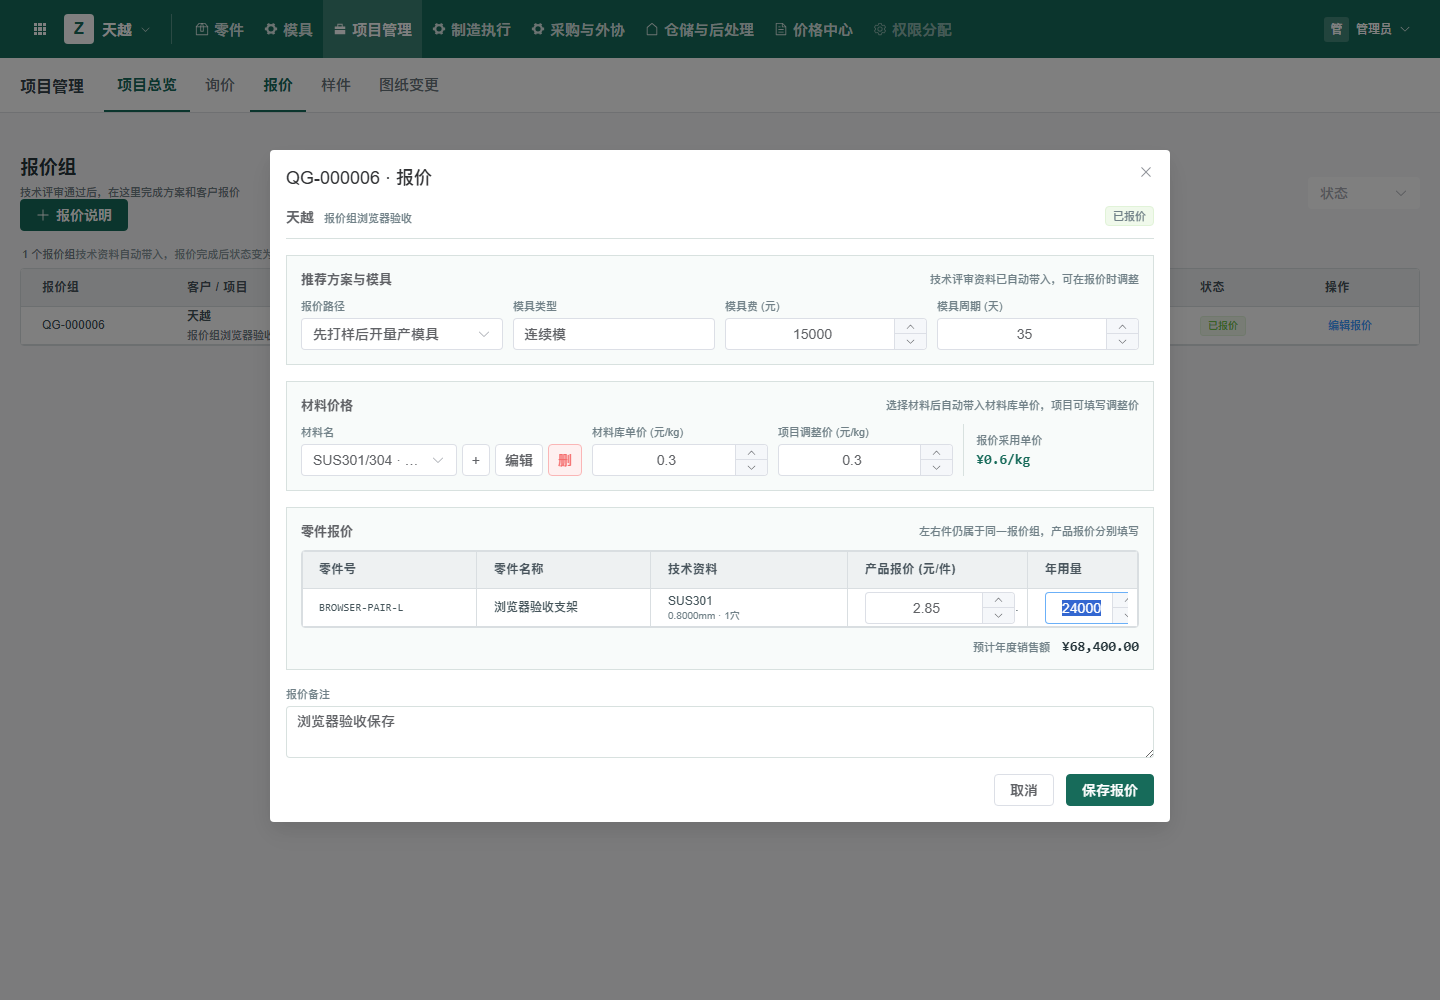 Z 天越 零件 模具 项目管理 制造执行 采购与外协 仓储与后处理 价格中心 权限分配 管 管理员
项目管理 项目总览 询价 报价 样件 图纸变更
报价组
技术评审通过后，在这里完成方案和客户报价
报价说明
状态
1 个报价组技术资料自动带入，报价完成后状态变为
报价组 客户 / 项目 状态 操作
QG-000006 天越 已报价 编辑报价
报价组浏览器验收
QG-000006 · 报价
天越 报价组浏览器验收 已报价
推荐方案与模具 技术评审资料已自动带入，可在报价时调整
报价路径 模具类型 模具费 (元) 模具周期 (天)
先打样后开量产模具 连续模 15000 35
材料价格 选择材料后自动带入材料库单价，项目可填写调整价
材料名 材料库单价 (元/kg) 项目调整价 (元/kg) 报价采用单价
SUS301/304 · ... + 编辑 删 0.3 0.3 ¥0.6/kg
零件报价 左右件仍属于同一报价组，产品报价分别填写
零件号 零件名称 技术资料 产品报价 (元/件) 年用量
BROWSER-PAIR-L 浏览器验收支架 SUS301 2.85 24000
0.8000mm · 1穴
预计年度销售额 ¥68,400.00
报价备注
浏览器验收保存
取消 保存报价